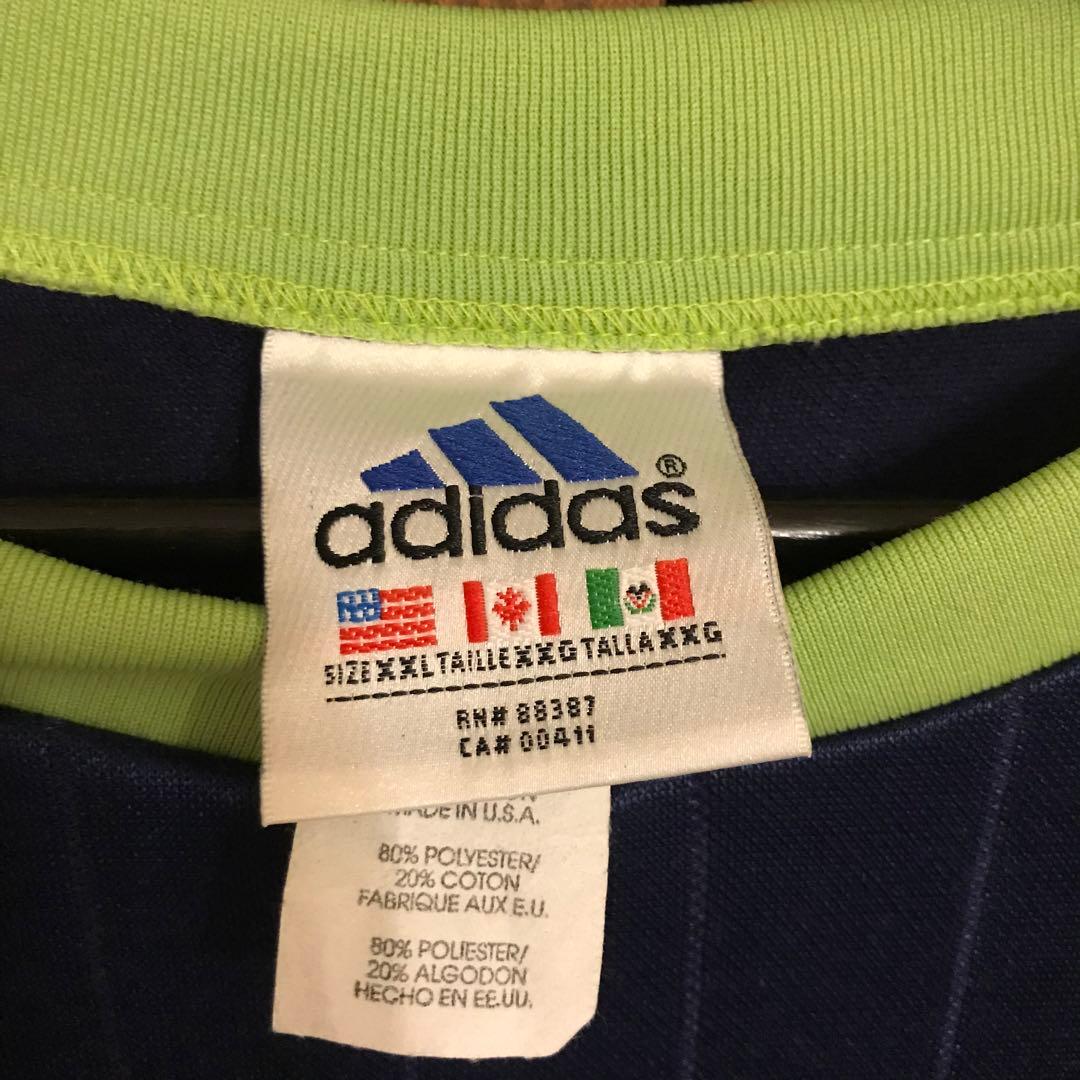 adidas®
SIZE XXL TAILLE XXG TALLA XXG
RN# 88387
CA# 00411
MADE IN U.S.A.
80% POLYESTER/
20% COTON
FABRIQUE AUX E.U.
80% POLIESTER/
20% ALGODON
HECHO EN EE.UU.